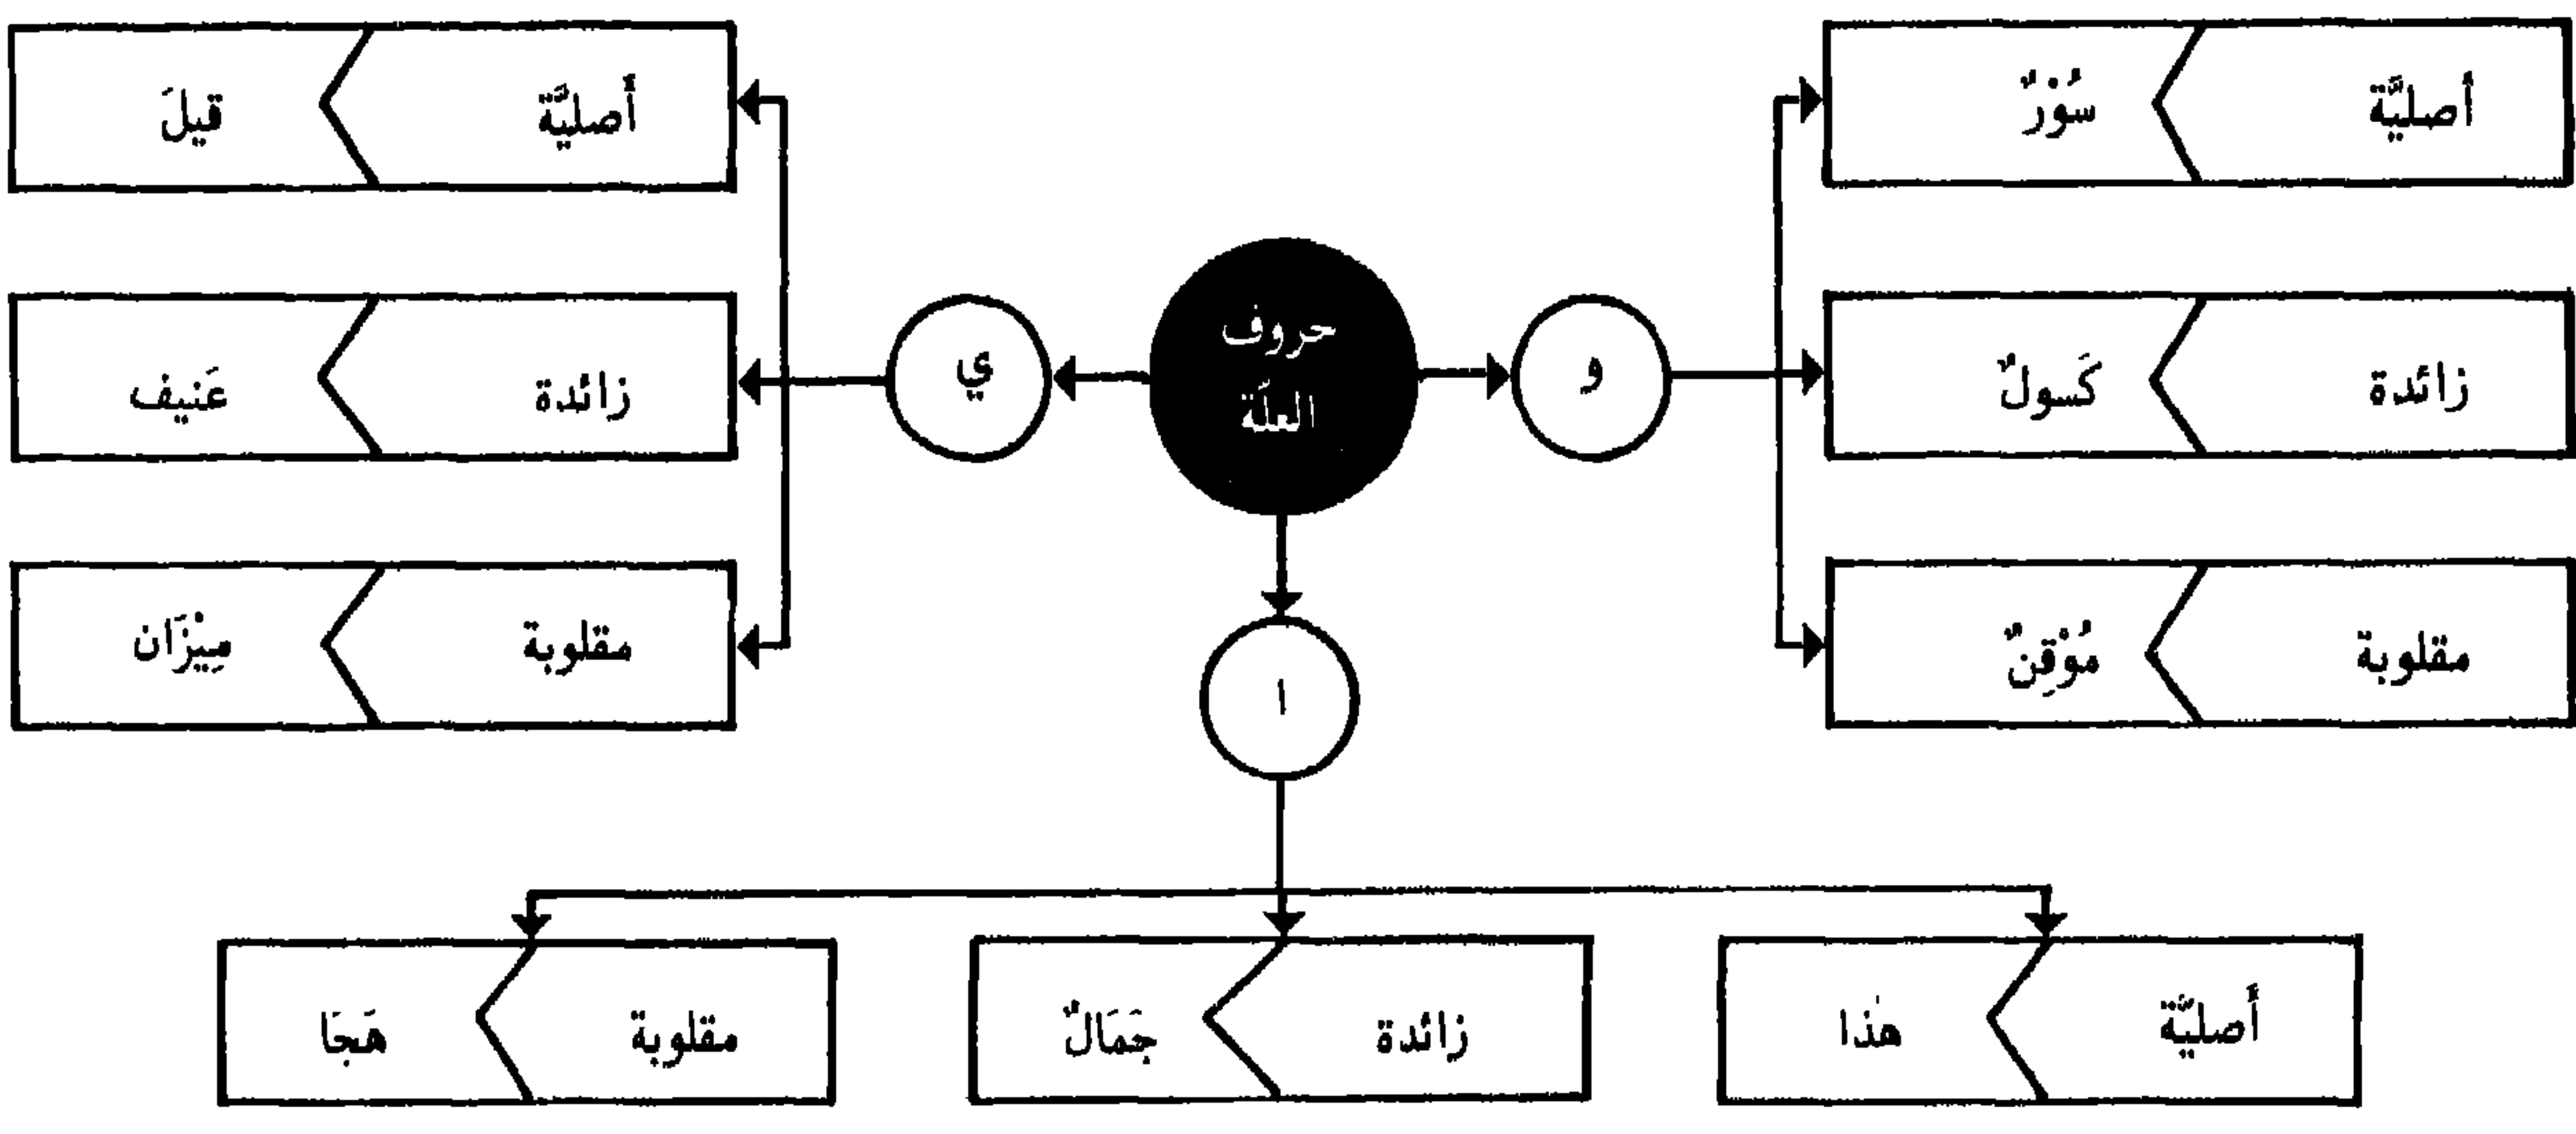 حروف
العلّة
و
أصليَّة
سُوْرٌ
زائدة
كَسولٌ
مقلوبة
مُوْقِنٌ
ي
أصليَّة
قيلَ
زائدة
عَنيف
مقلوبة
مِيْزَان
ا
أصليَّة
هٰذا
زائدة
جَمَالٌ
مقلوبة
هَجَا